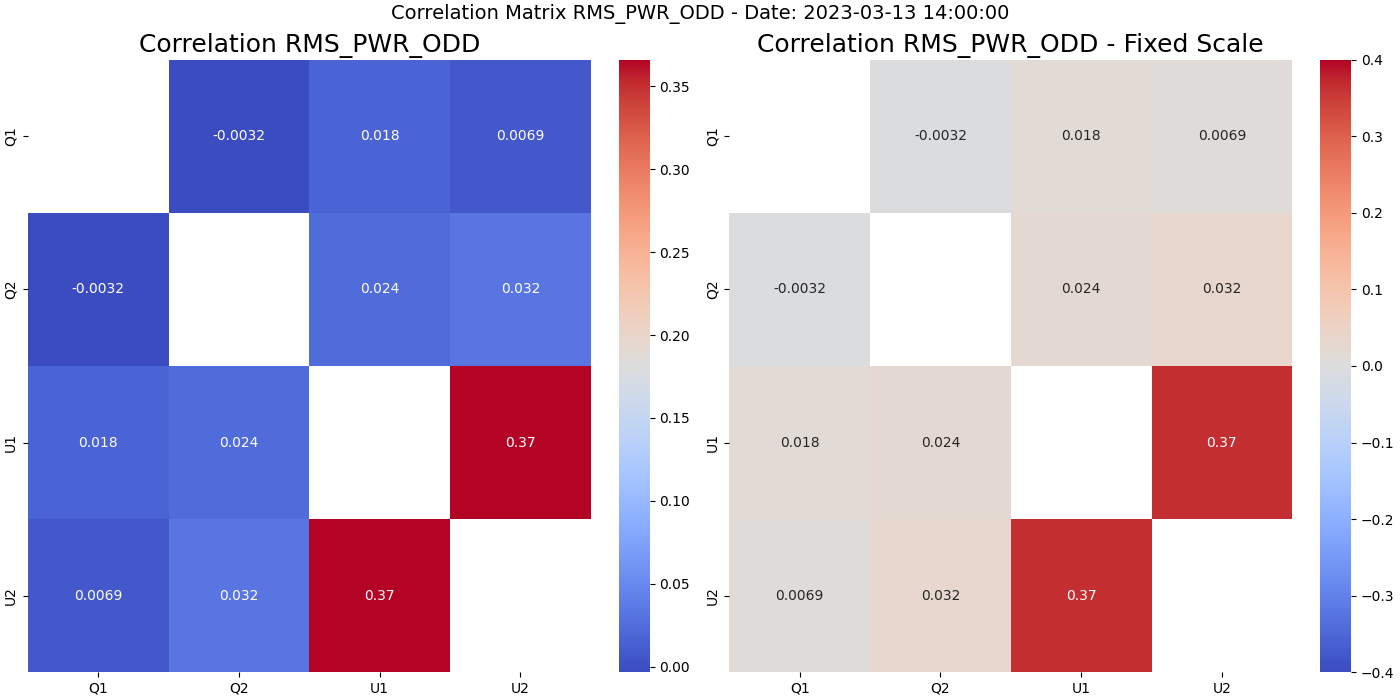 Correlation Matrix RMS_PWR_ODD - Date: 2023-03-13 14:00:00
Correlation RMS_PWR_ODD
Q1
-0.0032
0.018
0.0069
Q2
-0.0032
0.024
0.032
U1
0.018
0.024
0.37
U2
0.0069
0.032
0.37
Q1
Q2
U1
U2
0.35
0.30
0.25
0.20
0.15
0.10
0.05
0.00
Correlation RMS_PWR_ODD - Fixed Scale
Q1
-0.0032
0.018
0.0069
Q2
-0.0032
0.024
0.032
U1
0.018
0.024
0.37
U2
0.0069
0.032
0.37
Q1
Q2
U1
U2
0.4
0.3
0.2
0.1
0.0
−0.1
−0.2
−0.3
−0.4